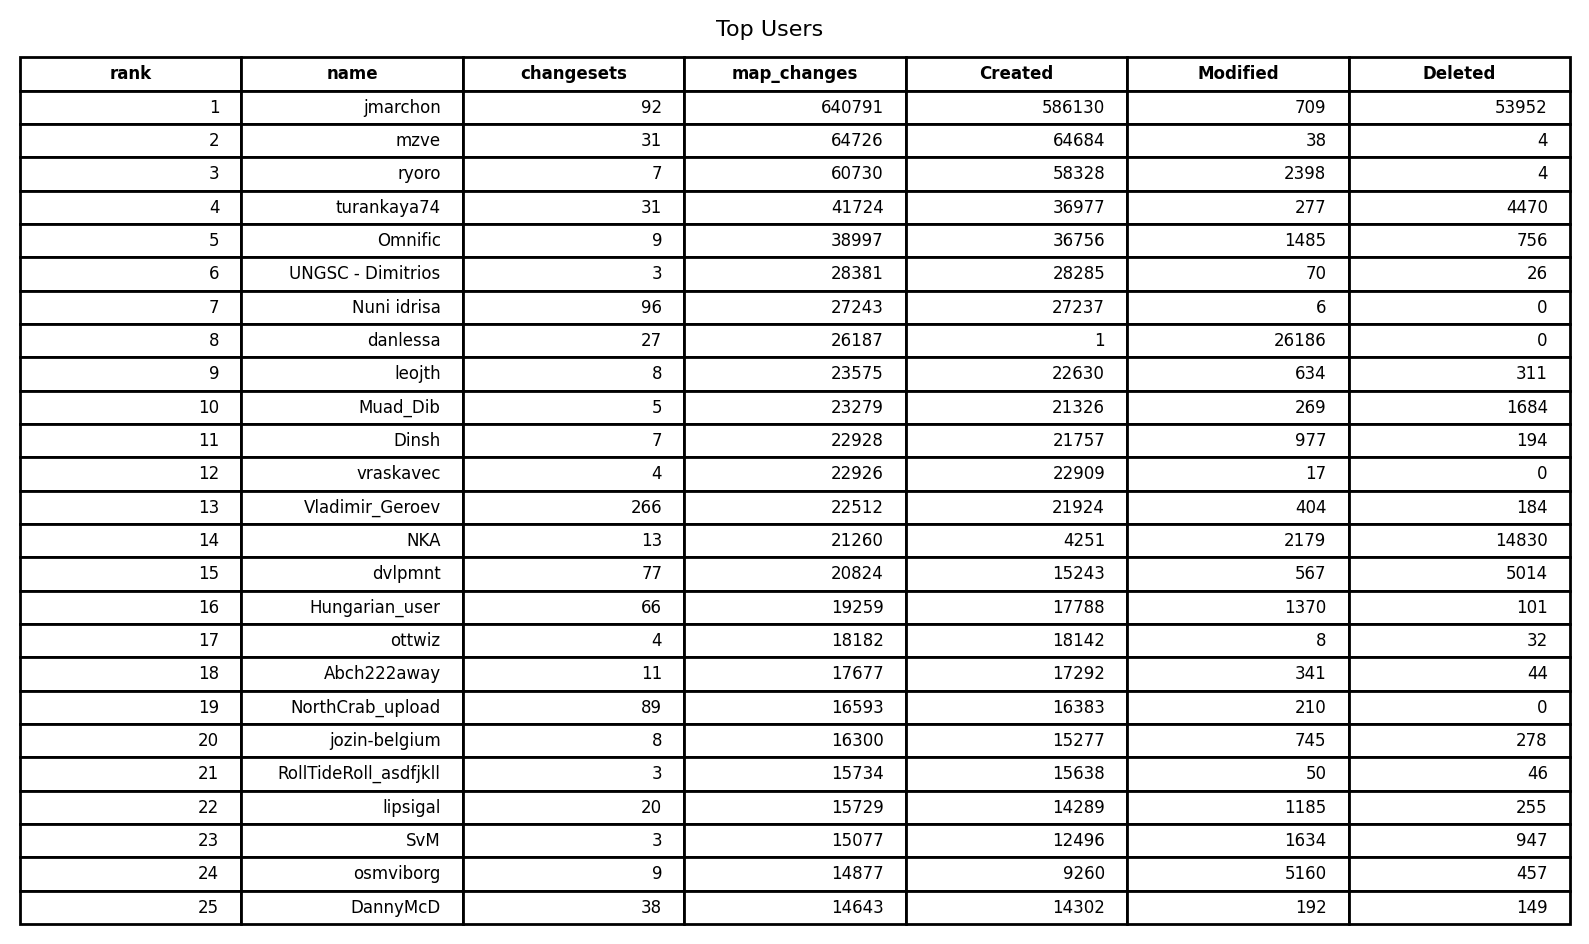 Top Users
rank name changesets map_changes Created Modified Deleted
1 jmarchon 92 640791 586130 709 53952
2 mzve 31 64726 64684 38 4
3 ryoro 7 60730 58328 2398 4
4 turankaya74 31 41724 36977 277 4470
5 Omnific 9 38997 36756 1485 756
6 UNGSC - Dimitrios 3 28381 28285 70 26
7 Nuni idrisa 96 27243 27237 6 0
8 danlessa 27 26187 1 26186 0
9 leojth 8 23575 22630 634 311
10 Muad_Dib 5 23279 21326 269 1684
11 Dinsh 7 22928 21757 977 194
12 vraskavec 4 22926 22909 17 0
13 Vladimir_Geroev 266 22512 21924 404 184
14 NKA 13 21260 4251 2179 14830
15 dvlpmnt 77 20824 15243 567 5014
16 Hungarian_user 66 19259 17788 1370 101
17 ottwiz 4 18182 18142 8 32
18 Abch222away 11 17677 17292 341 44
19 NorthCrab_upload 89 16593 16383 210 0
20 jozin-belgium 8 16300 15277 745 278
21 RollTideRoll_asdfjkll 3 15734 15638 50 46
22 lipsigal 20 15729 14289 1185 255
23 SvM 3 15077 12496 1634 947
24 osmviborg 9 14877 9260 5160 457
25 DannyMcD 38 14643 14302 192 149